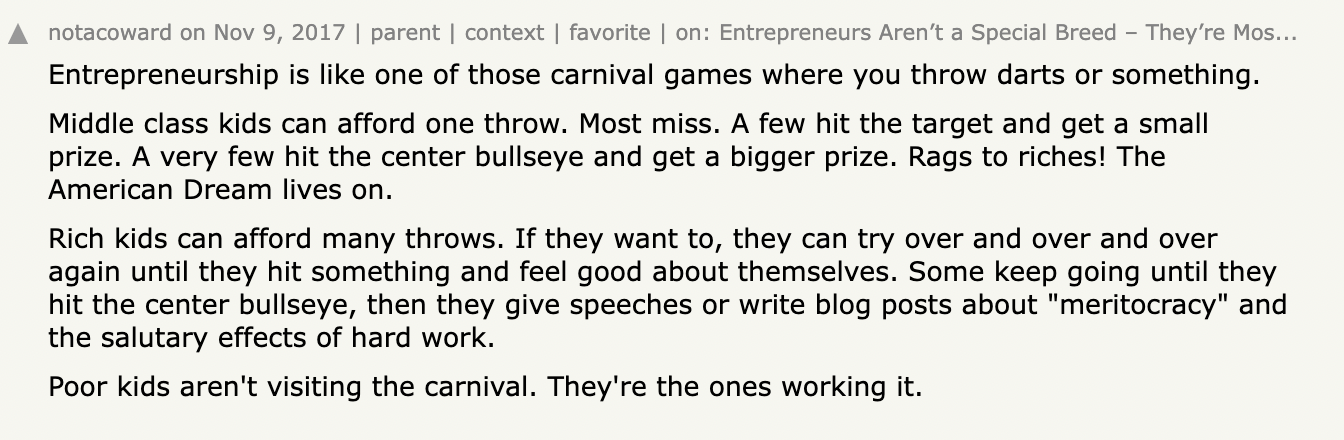 ▲ notacoward on Nov 9, 2017 | parent | context | favorite | on: Entrepreneurs Aren’t a Special Breed – They’re Mos...
Entrepreneurship is like one of those carnival games where you throw darts or something.
Middle class kids can afford one throw. Most miss. A few hit the target and get a small
prize. A very few hit the center bullseye and get a bigger prize. Rags to riches! The
American Dream lives on.
Rich kids can afford many throws. If they want to, they can try over and over and over
again until they hit something and feel good about themselves. Some keep going until they
hit the center bullseye, then they give speeches or write blog posts about "meritocracy" and
the salutary effects of hard work.
Poor kids aren't visiting the carnival. They're the ones working it.